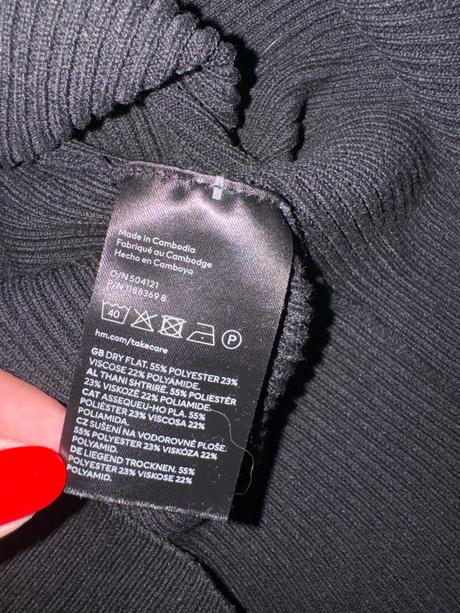 Made in Cambodia
Fabriqué au Cambodge
Hecho en Camboya
O/N 504121
P/N 1188369 8
40 P
hm.com/takecare
GB DRY FLAT. 55% POLYESTER 23%
VISCOSE 22% POLYAMIDE.
AL THANI SHTRIRË. 55% POLIESTËR
23% VISKOZË 22% POLIAMIDE.
CAT ASSEQUEU-HO PLA. 55%
POLIÈSTER 23% VISCOSA 22%
POLIAMIDA.
CZ SUŠENÍ NA VODOROVNÉ PLOŠE.
55% POLYESTER 23% VISKÓZA 22%
POLYAMID.
DE LIEGEND TROCKNEN. 55%
POLYESTER 23% VISKOSE 22%
POLYAMID.